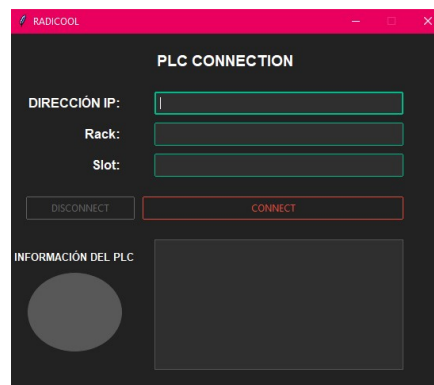 RADICOOL
PLC CONNECTION
DIRECCIÓN IP:
Rack:
Slot:
DISCONNECT CONNECT
INFORMACIÓN DEL PLC